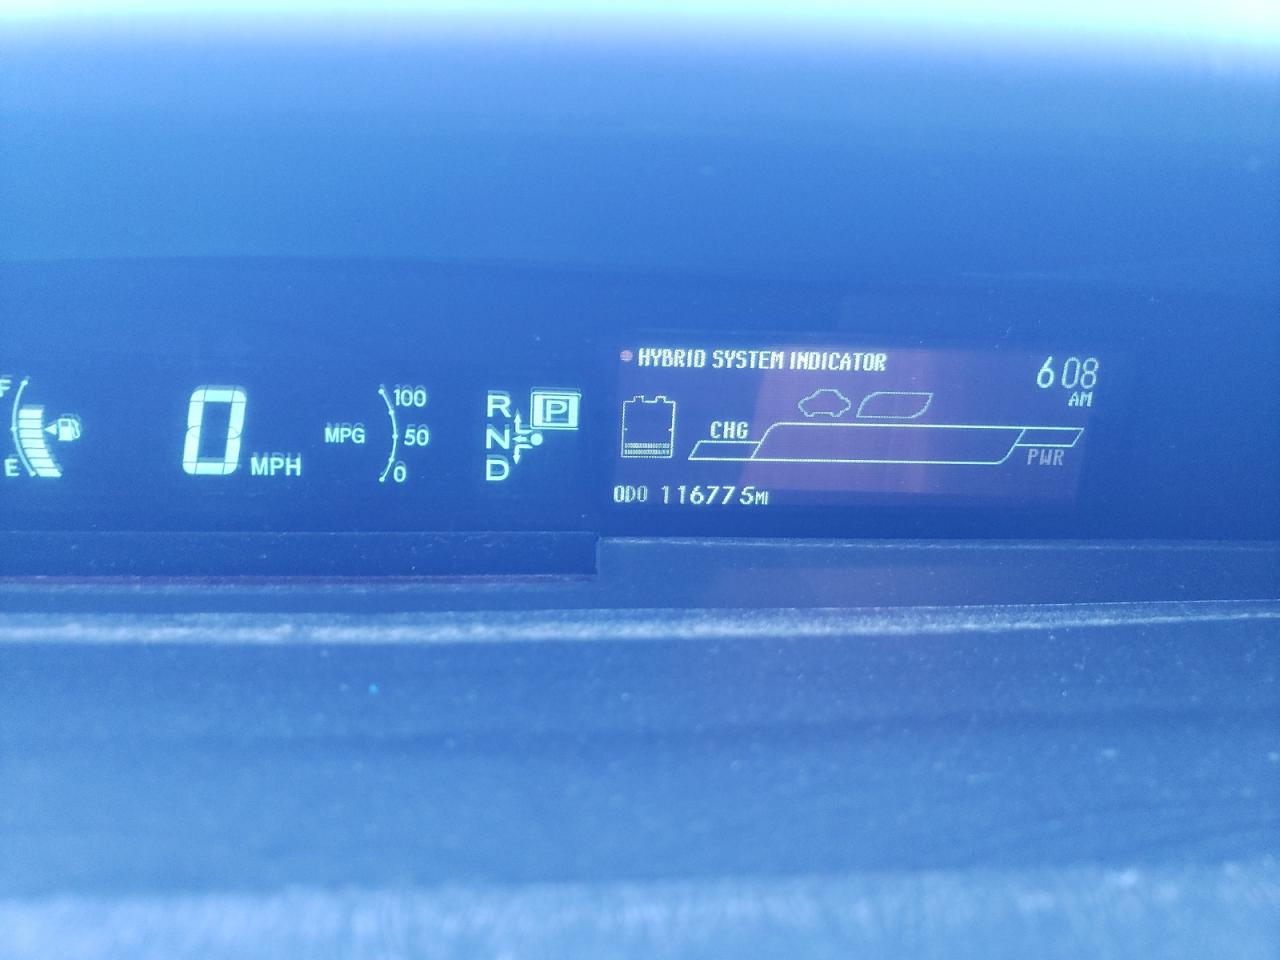 F
E
0 MPH
MPG
100
50
0
R
N
D
P
HYBRID SYSTEM INDICATOR
6 08
AM
CHG
PWR
ODO 116775MI